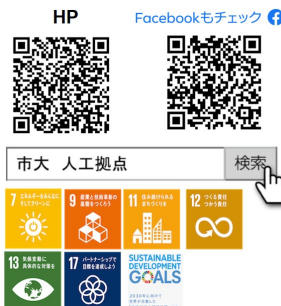 HP
Facebookもチェック
市大 人工拠点
検索
7 エネルギーをみんなに そしてクリーンに
9 産業と技術革新の 基盤をつくろう
11 住み続けられる まちづくりを
12 つくる責任 つかう責任
13 気候変動に 具体的な対策を
17 パートナーシップで 目標を達成しよう
SUSTAINABLE
DEVELOPMENT
GOALS